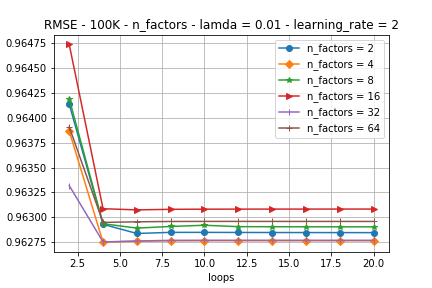 RMSE - 100K - n_factors - lamda = 0.01 - learning_rate = 2
0.96475
0.96450
0.96425
0.96400
0.96375
0.96350
0.96325
0.96300
0.96275
n_factors = 2
n_factors = 4
n_factors = 8
n_factors = 16
n_factors = 32
n_factors = 64
2.5 5.0 7.5 10.0 12.5 15.0 17.5 20.0
loops